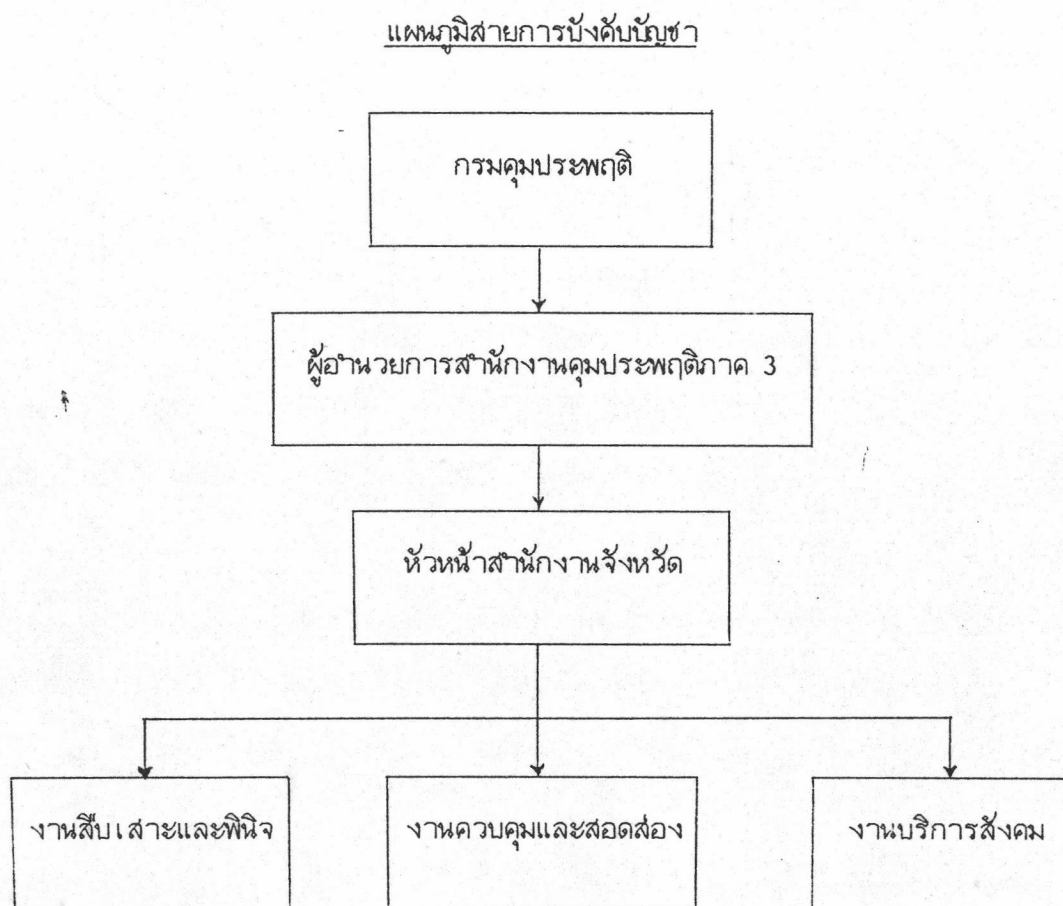 แผนภูมิสายการบังคับบัญชา
กรมคุมประพฤติ
ผู้อำนวยการสำนักงานคุมประพฤติภาค 3
หัวหน้าสำนักงานจังหวัด
งานสืบเสาะและพินิจ
งานควบคุมและสอดส่อง
งานบริการสังคม